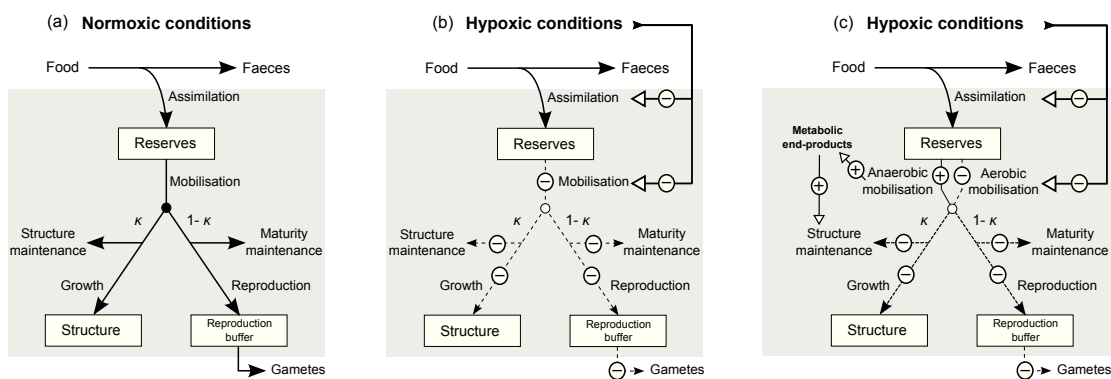 (a) Normoxic conditions
Food
Faeces
Assimilation
Reserves
Mobilisation
κ
1- κ
Structure
maintenance
Maturity
maintenance
Growth
Reproduction
Structure
Reproduction
buffer
Gametes
(b) Hypoxic conditions
Food
Faeces
Assimilation
−
Reserves
−
Mobilisation
−
κ
1- κ
Structure
maintenance
−
−
Maturity
maintenance
Growth
−
−
Reproduction
Structure
Reproduction
buffer
−
Gametes
(c) Hypoxic conditions
Food
Faeces
Assimilation
−
Reserves
Metabolic
end-products
+
+
Anaerobic
mobilisation
+
−
Aerobic
mobilisation
−
κ
1- κ
Structure
maintenance
−
−
Maturity
maintenance
Growth
−
−
Reproduction
Structure
Reproduction
buffer
−
Gametes